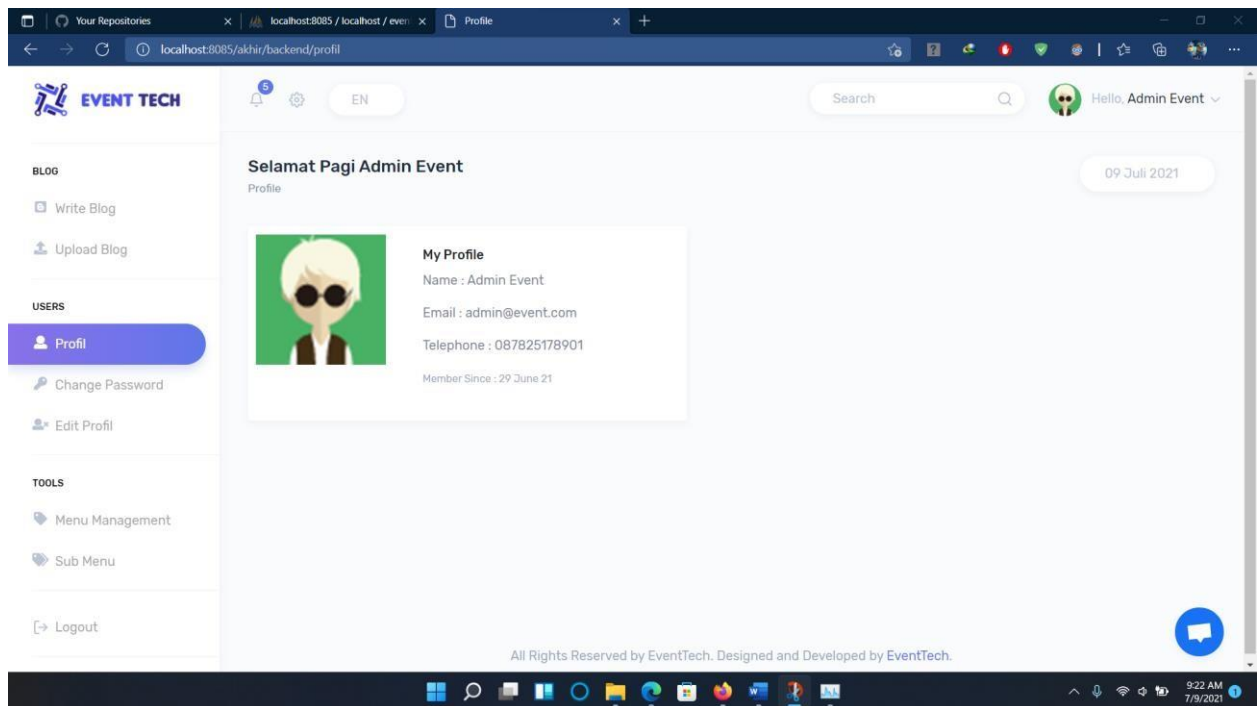 Your Repositories
localhost:8085 / localhost / even
Profile
localhost:8085/akhir/backend/profil
EVENT TECH
5
EN
Search
Hello, Admin Event
BLOG
Write Blog
Upload Blog
USERS
Profil
Change Password
Edit Profil
TOOLS
Menu Management
Sub Menu
Logout
Selamat Pagi Admin Event
Profile
09 Juli 2021
My Profile
Name : Admin Event
Email : admin@event.com
Telephone : 087825178901
Member Since : 29 June 21
All Rights Reserved by EventTech. Designed and Developed by EventTech.
9:22 AM
7/9/2021
1